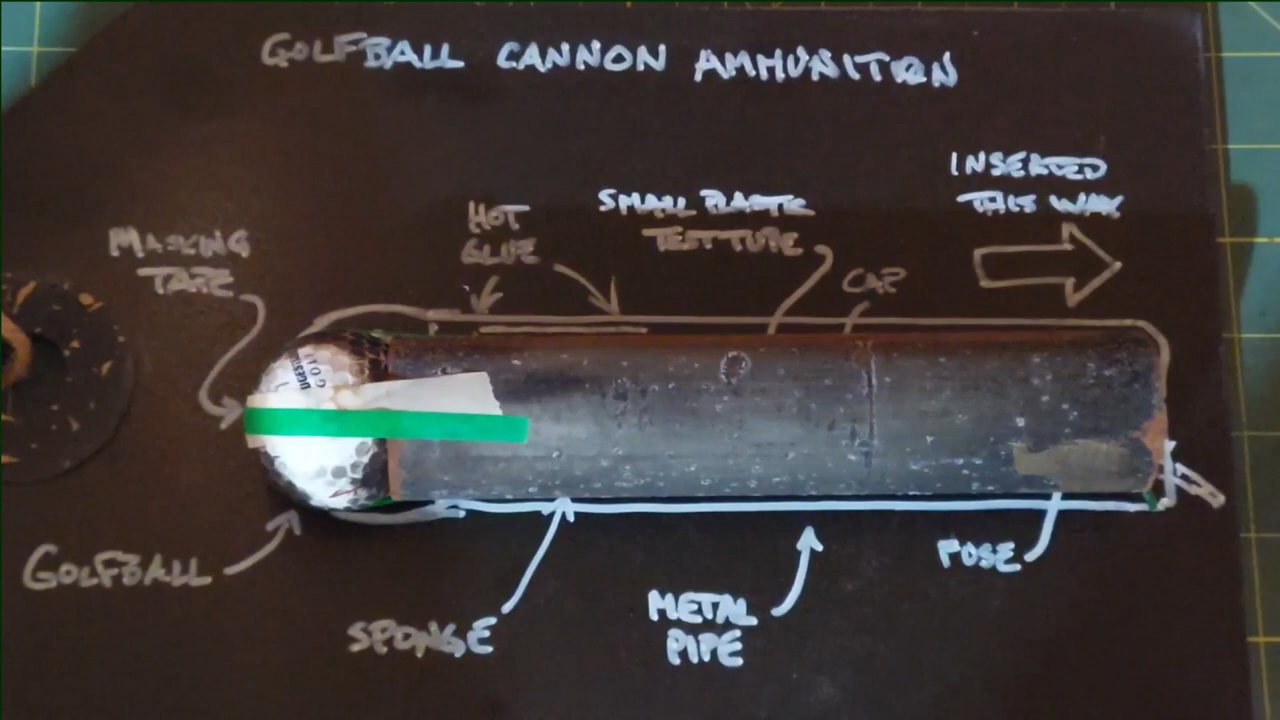 GOLFBALL CANNON AMMUNITION
INSERTED
THIS WAY
SMALL PLASTIC
TEST TUBE
HOT
GLUE
MASKING
TAPE
CAP
GOLF
GOLFBALL
FUSE
SPONGE
METAL
PIPE